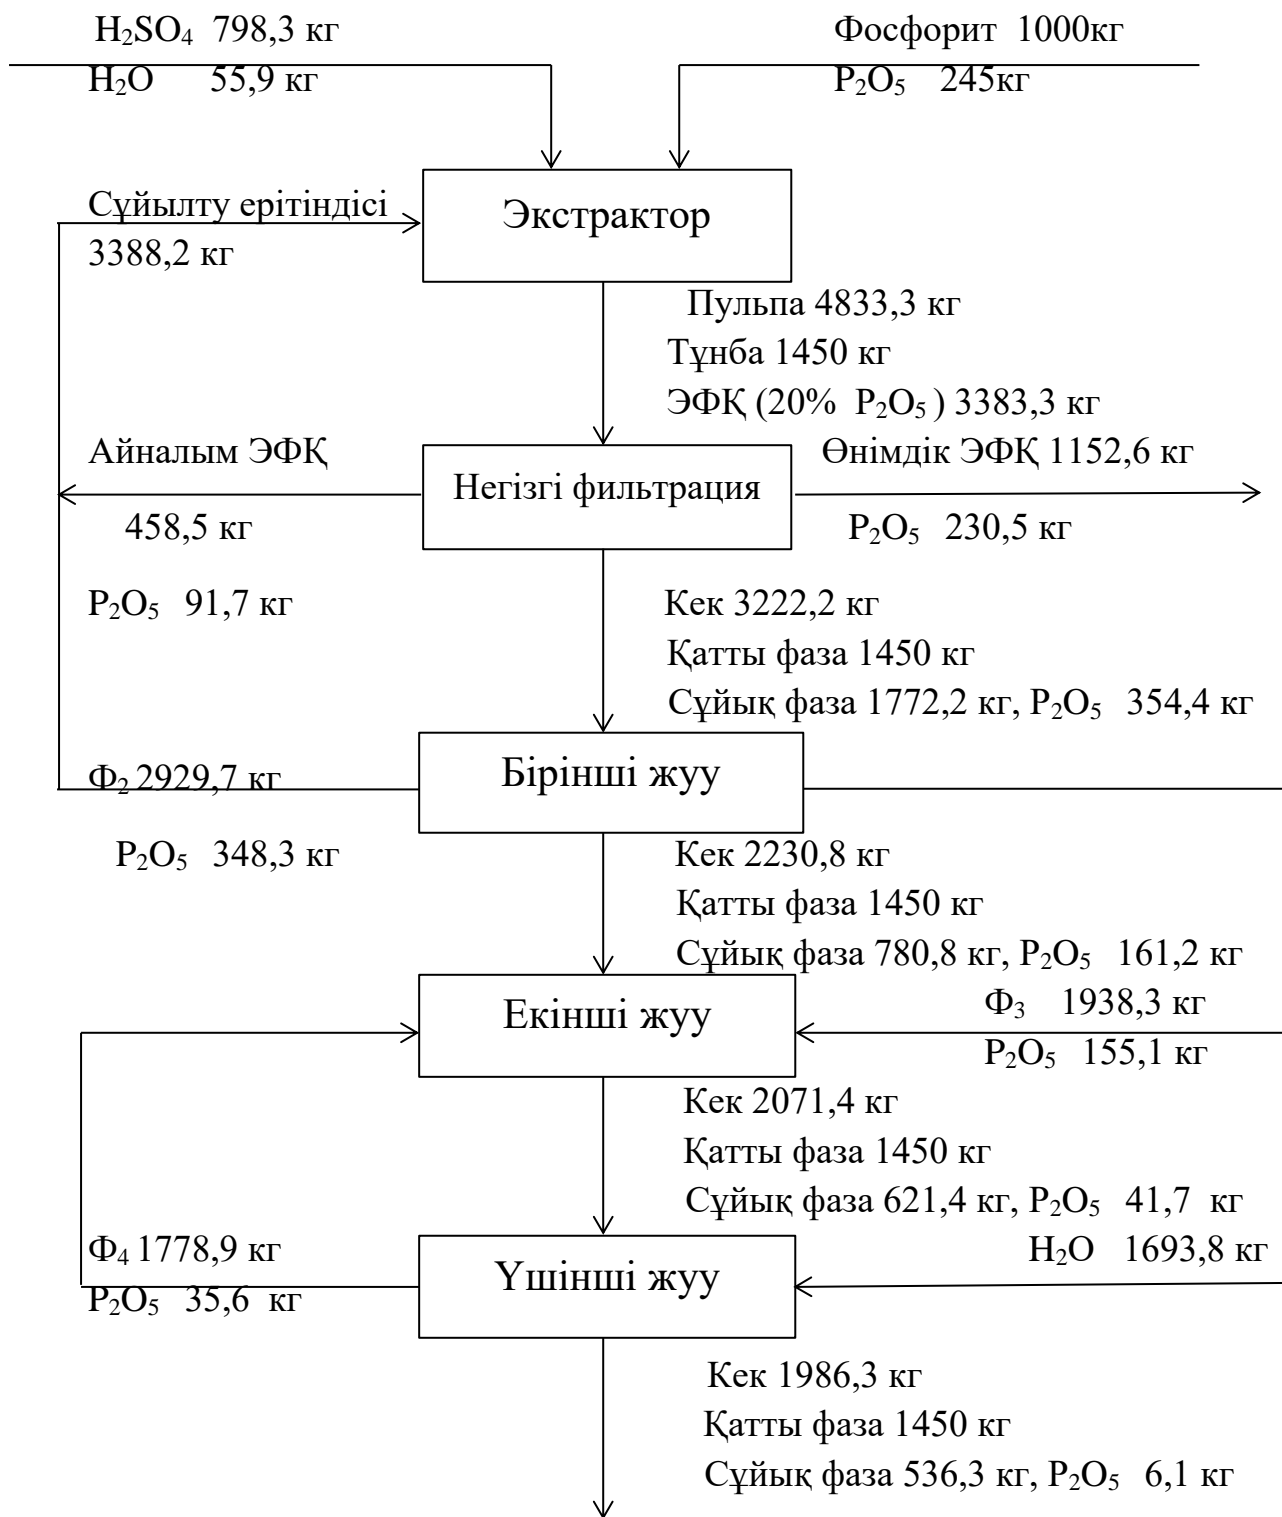 H₂SO₄ 798,3 кг
H₂O 55,9 кг
Фосфорит 1000кг
P₂O₅ 245кг
Сұйылту ерітіндісі
3388,2 кг
Экстрактор
Пульпа 4833,3 кг
Тұнба 1450 кг
ЭФҚ (20% P₂O₅ ) 3383,3 кг
Айналым ЭФҚ
458,5 кг
P₂O₅ 91,7 кг
Негізгі фильтрация
Өнімдік ЭФҚ 1152,6 кг
P₂O₅ 230,5 кг
Кек 3222,2 кг
Қатты фаза 1450 кг
Сұйық фаза 1772,2 кг, P₂O₅ 354,4 кг
Ф₂ 2929,7 кг
P₂O₅ 348,3 кг
Бірінші жуу
Кек 2230,8 кг
Қатты фаза 1450 кг
Сұйық фаза 780,8 кг, P₂O₅ 161,2 кг
Екінші жуу
Ф₃ 1938,3 кг
P₂O₅ 155,1 кг
Кек 2071,4 кг
Қатты фаза 1450 кг
Сұйық фаза 621,4 кг, P₂O₅ 41,7 кг
Ф₄ 1778,9 кг
P₂O₅ 35,6 кг
Үшінші жуу
H₂O 1693,8 кг
Кек 1986,3 кг
Қатты фаза 1450 кг
Сұйық фаза 536,3 кг, P₂O₅ 6,1 кг